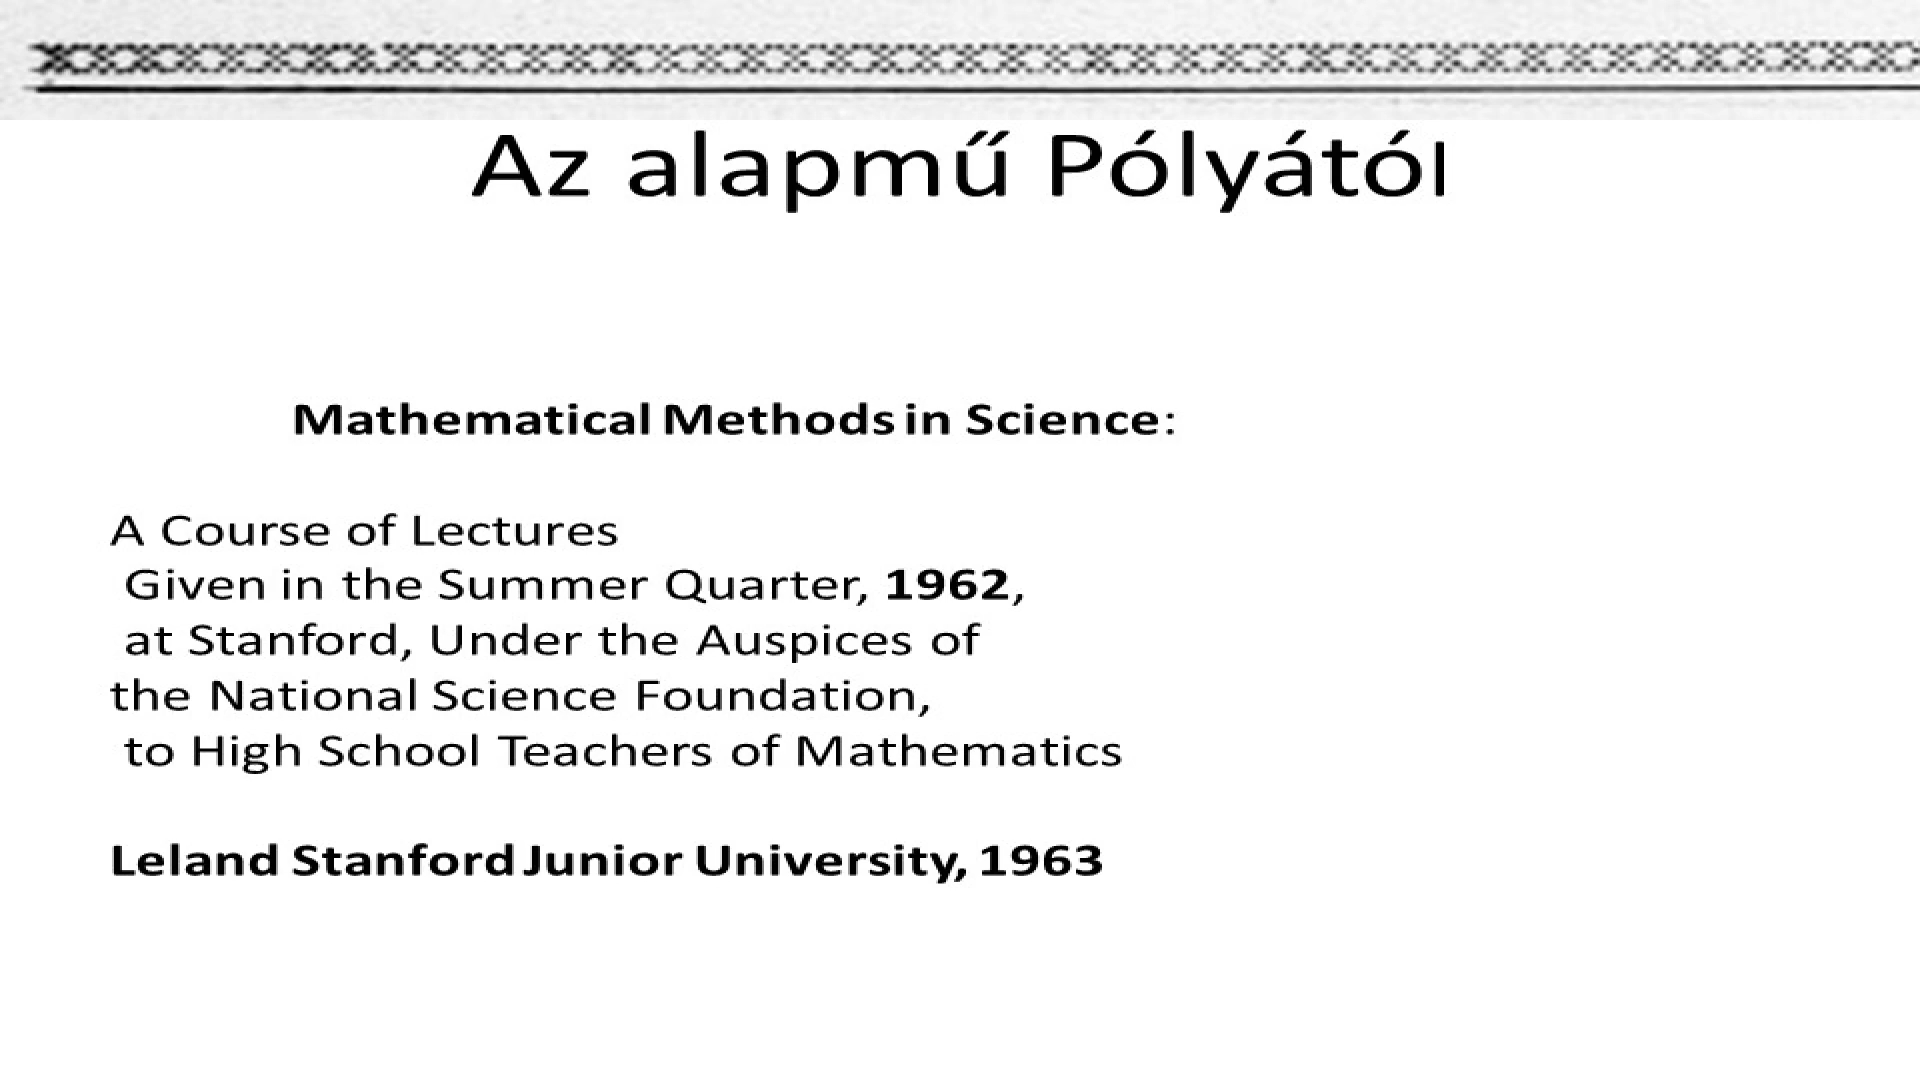 Az alapmű Pólyától
Mathematical Methods in Science:
A Course of Lectures
Given in the Summer Quarter, 1962,
at Stanford, Under the Auspices of
the National Science Foundation,
to High School Teachers of Mathematics
Leland Stanford Junior University, 1963